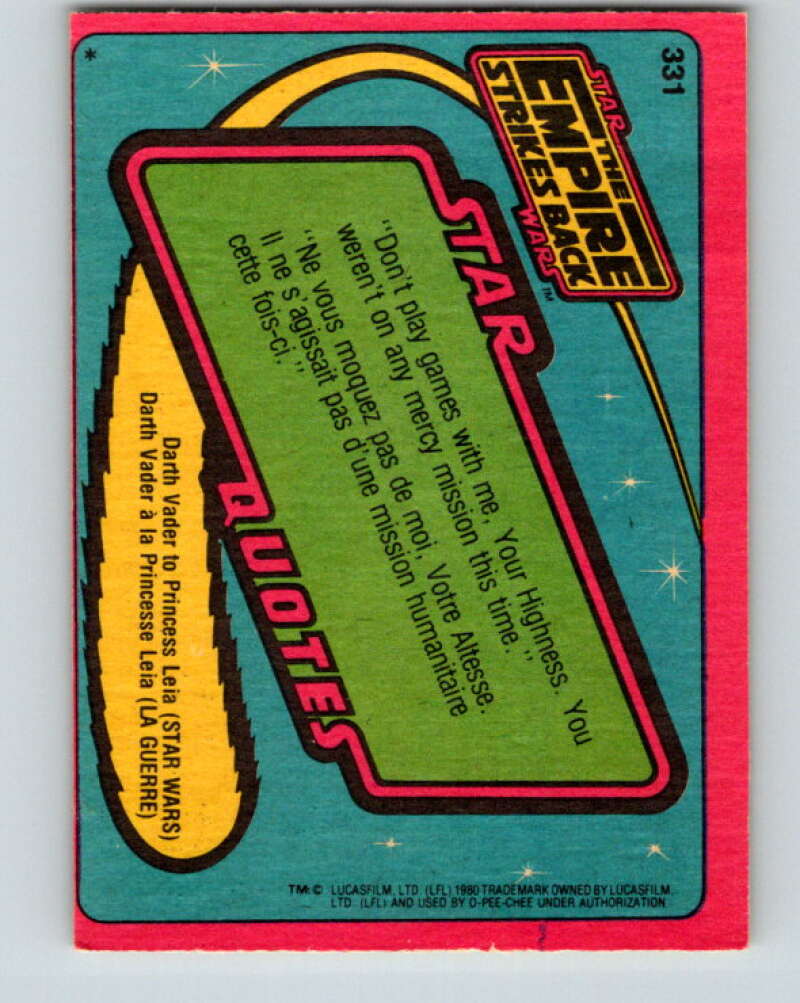 331
STAR
THE
EMPIRE
STRIKES BACK
WARS™
STAR
"Don't play games with me, Your Highness. You
weren't on any mercy mission this time."
"Ne vous moquez pas de moi, Votre Altesse.
Il ne s'agissait pas d'une mission humanitaire
cette fois-ci."
QUOTES
Darth Vader to Princess Leia (STAR WARS)
Darth Vader à la Princesse Leia (LA GUERRE)
*
TM: © LUCASFILM, LTD. (LFL) 1980 TRADEMARK OWNED BY LUCASFILM,
LTD. (LFL) AND USED BY O-PEE-CHEE UNDER AUTHORIZATION